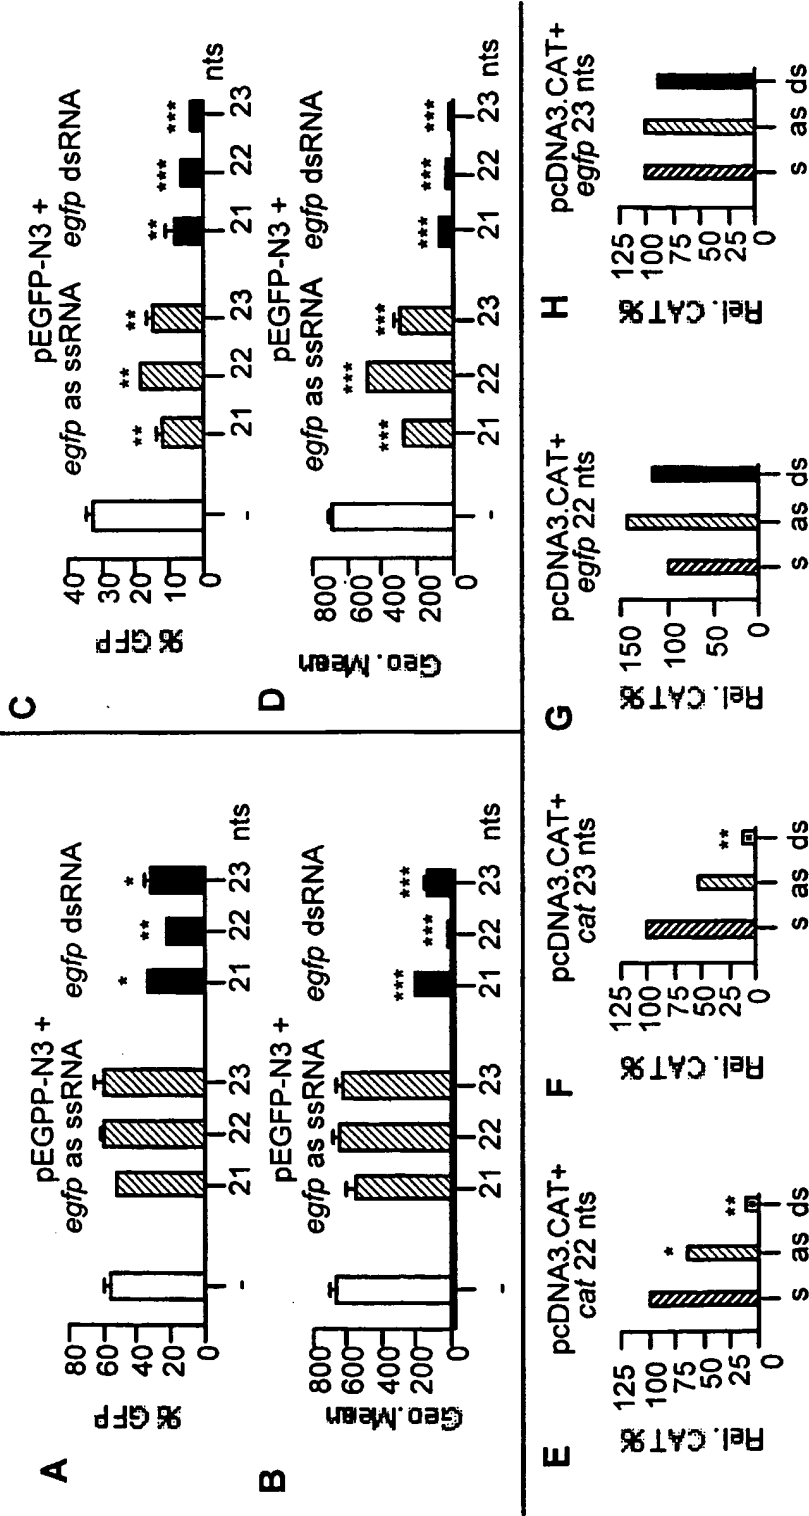 A
pEGPP-N3 +
egfp as ssRNA egfp dsRNA
% GFP
80
60
40
20
0
* ** *
- 21 22 23 21 22 23 nts
B
pEGFP-N3 +
egfp as ssRNA egfp dsRNA
Geo.Mean
800
600
400
200
0
*** *** ***
- 21 22 23 21 22 23 nts
C
pEGFP-N3 +
egfp as ssRNA egfp dsRNA
% GFP
40
30
20
10
0
** ** ** ** *** ***
- 21 22 23 21 22 23 nts
D
pEGFP-N3 +
egfp as ssRNA egfp dsRNA
Geo.Mean
800
600
400
200
0
*** *** *** *** *** ***
- 21 22 23 21 22 23 nts
E
pcDNA3.CAT+
cat 22 nts
Rel. CAT%
125
100
75
50
25
0
* **
s as ds
F
pcDNA3.CAT+
cat 23 nts
Rel. CAT%
125
100
75
50
25
0
**
s as ds
G
pcDNA3.CAT+
egfp 22 nts
Rel. CAT%
150
100
50
0
s as ds
H
pcDNA3.CAT+
egfp 23 nts
Rel. CAT%
125
100
75
50
25
0
s as ds